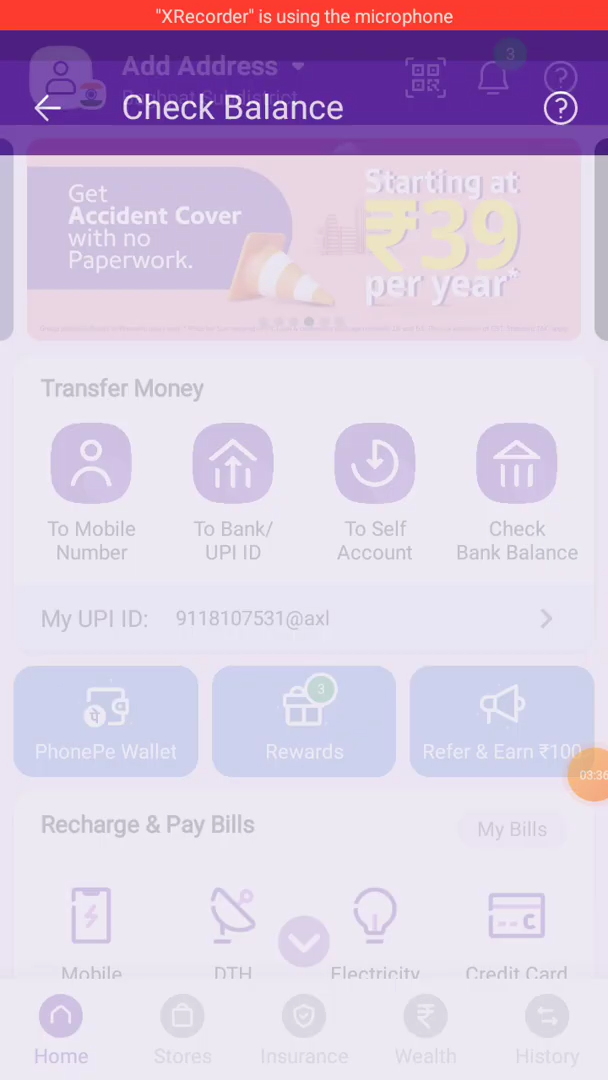 "XRecorder" is using the microphone
Add Address
3
Check Balance
Get
Accident Cover
with no
Paperwork.
Starting at
₹39
per year*
Transfer Money
To Mobile
Number
To Bank/
UPI ID
To Self
Account
Check
Bank Balance
My UPI ID: 9118107531@axl
3
PhonePe Wallet
Rewards
Refer & Earn ₹100
03:36
Recharge & Pay Bills
My Bills
Mobile
DTH
Electricity
Credit Card
Home
Stores
Insurance
Wealth
History